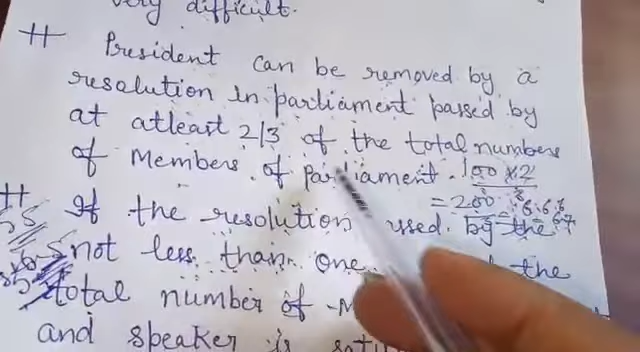 very difficult.
# President can be removed by a
resolution in parliament passed by
at atleast 2/3 of the total numbers
of Members of Parliament. 100 x 2
= 200
If the resolution ssed by the
not less than one the
total number of M
and speaker is